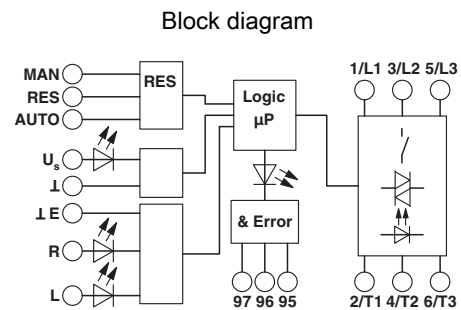 Block diagram
1/L1 3/L2 5/L3
MAN
RES
AUTO
RES
Logic
µP
Us
⊥
⊥ E
R
L
& Error
97 96 95
2/T1 4/T2 6/T3